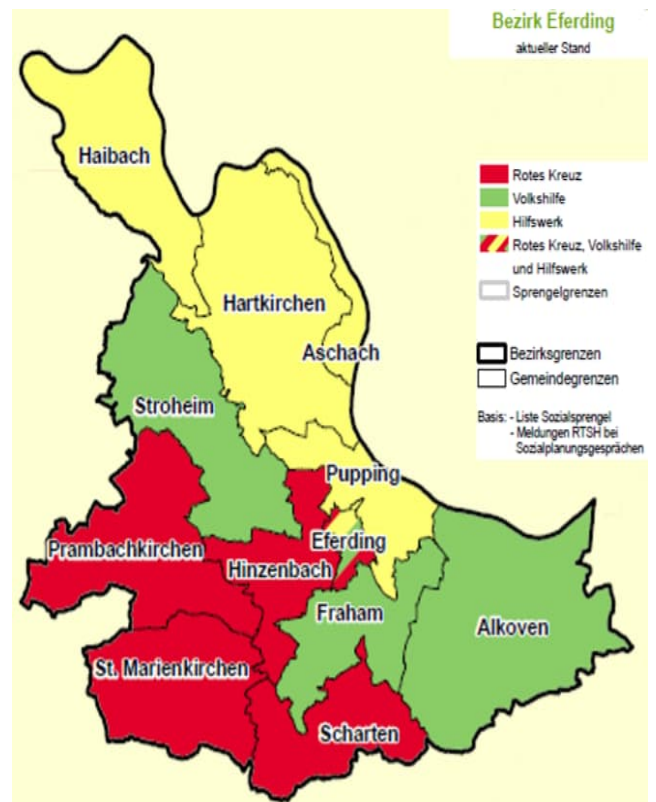 Bezirk Eferding
aktueller Stand
Haibach
Rotes Kreuz
Volkshilfe
Hilfswerk
Rotes Kreuz, Volkshilfe
und Hilfswerk
Sprengelgrenzen
Hartkirchen
Aschach
Bezirksgrenzen
Gemeindegrenzen
Stroheim
Basis: - Liste Sozialsprengel
- Meldungen RTSH bei
Sozialplanungsgesprächen
Pupping
Eferding
Prambachkirchen
Hinzenbach
Fraham
Alkoven
St. Marienkirchen
Scharten